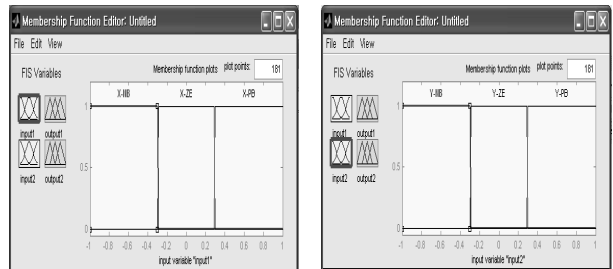 Membership Function Editor: Untitled
File Edit View
FIS Variables
Membership function plots plot points: 181
X-NB X-ZE X-PB
input1 output1
input2 output2
1
0.5
0
-1 -0.8 -0.6 -0.4 -0.2 0 0.2 0.4 0.6 0.8 1
input variable "input1"
Membership Function Editor: Untitled
File Edit View
FIS Variables
Membership function plots plot points: 181
Y-NB Y-ZE Y-PB
input1 output1
input2 output2
1
0.5
0
-1 -0.8 -0.6 -0.4 -0.2 0 0.2 0.4 0.6 0.8 1
input variable "input2"